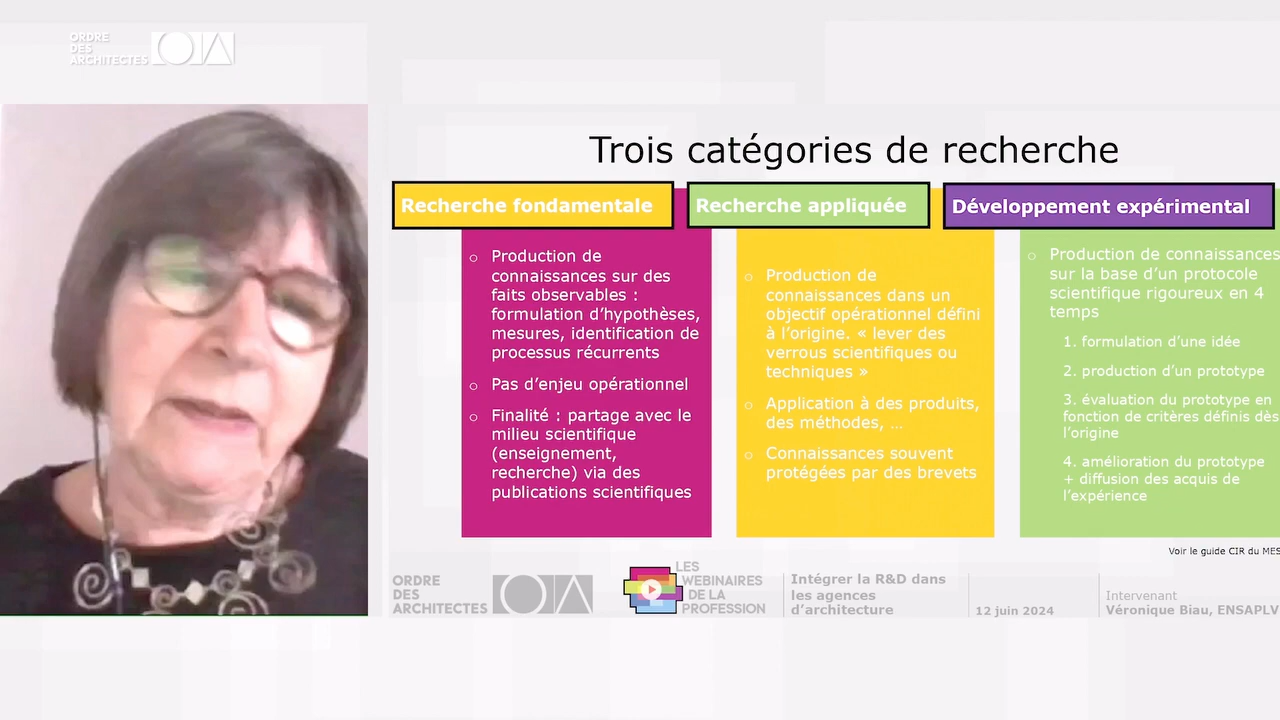 ORDRE
DES
ARCHITECTES
Trois catégories de recherche
Recherche fondamentale
Production de
connaissances sur des
faits observables :
formulation d’hypothèses,
mesures, identification de
processus récurrents
Pas d’enjeu opérationnel
Finalité : partage avec le
milieu scientifique
(enseignement,
recherche) via des
publications scientifiques
Recherche appliquée
Production de
connaissances dans un
objectif opérationnel défini
à l’origine. « lever des
verrous scientifiques ou
techniques »
Application à des produits,
des méthodes, …
Connaissances souvent
protégées par des brevets
Développement expérimental
Production de connaissances
sur la base d’un protocole
scientifique rigoureux en 4
temps
1. formulation d’une idée
2. production d’un prototype
3. évaluation du prototype en
fonction de critères définis dès
l’origine
4. amélioration du prototype
+ diffusion des acquis de
l’expérience
Voir le guide CIR du MES
ORDRE
DES
ARCHITECTES
LES
WEBINAIRES
DE LA
PROFESSION
Intégrer la R&D dans
les agences
d’architecture
12 juin 2024
Intervenant
Véronique Biau, ENSAPLV